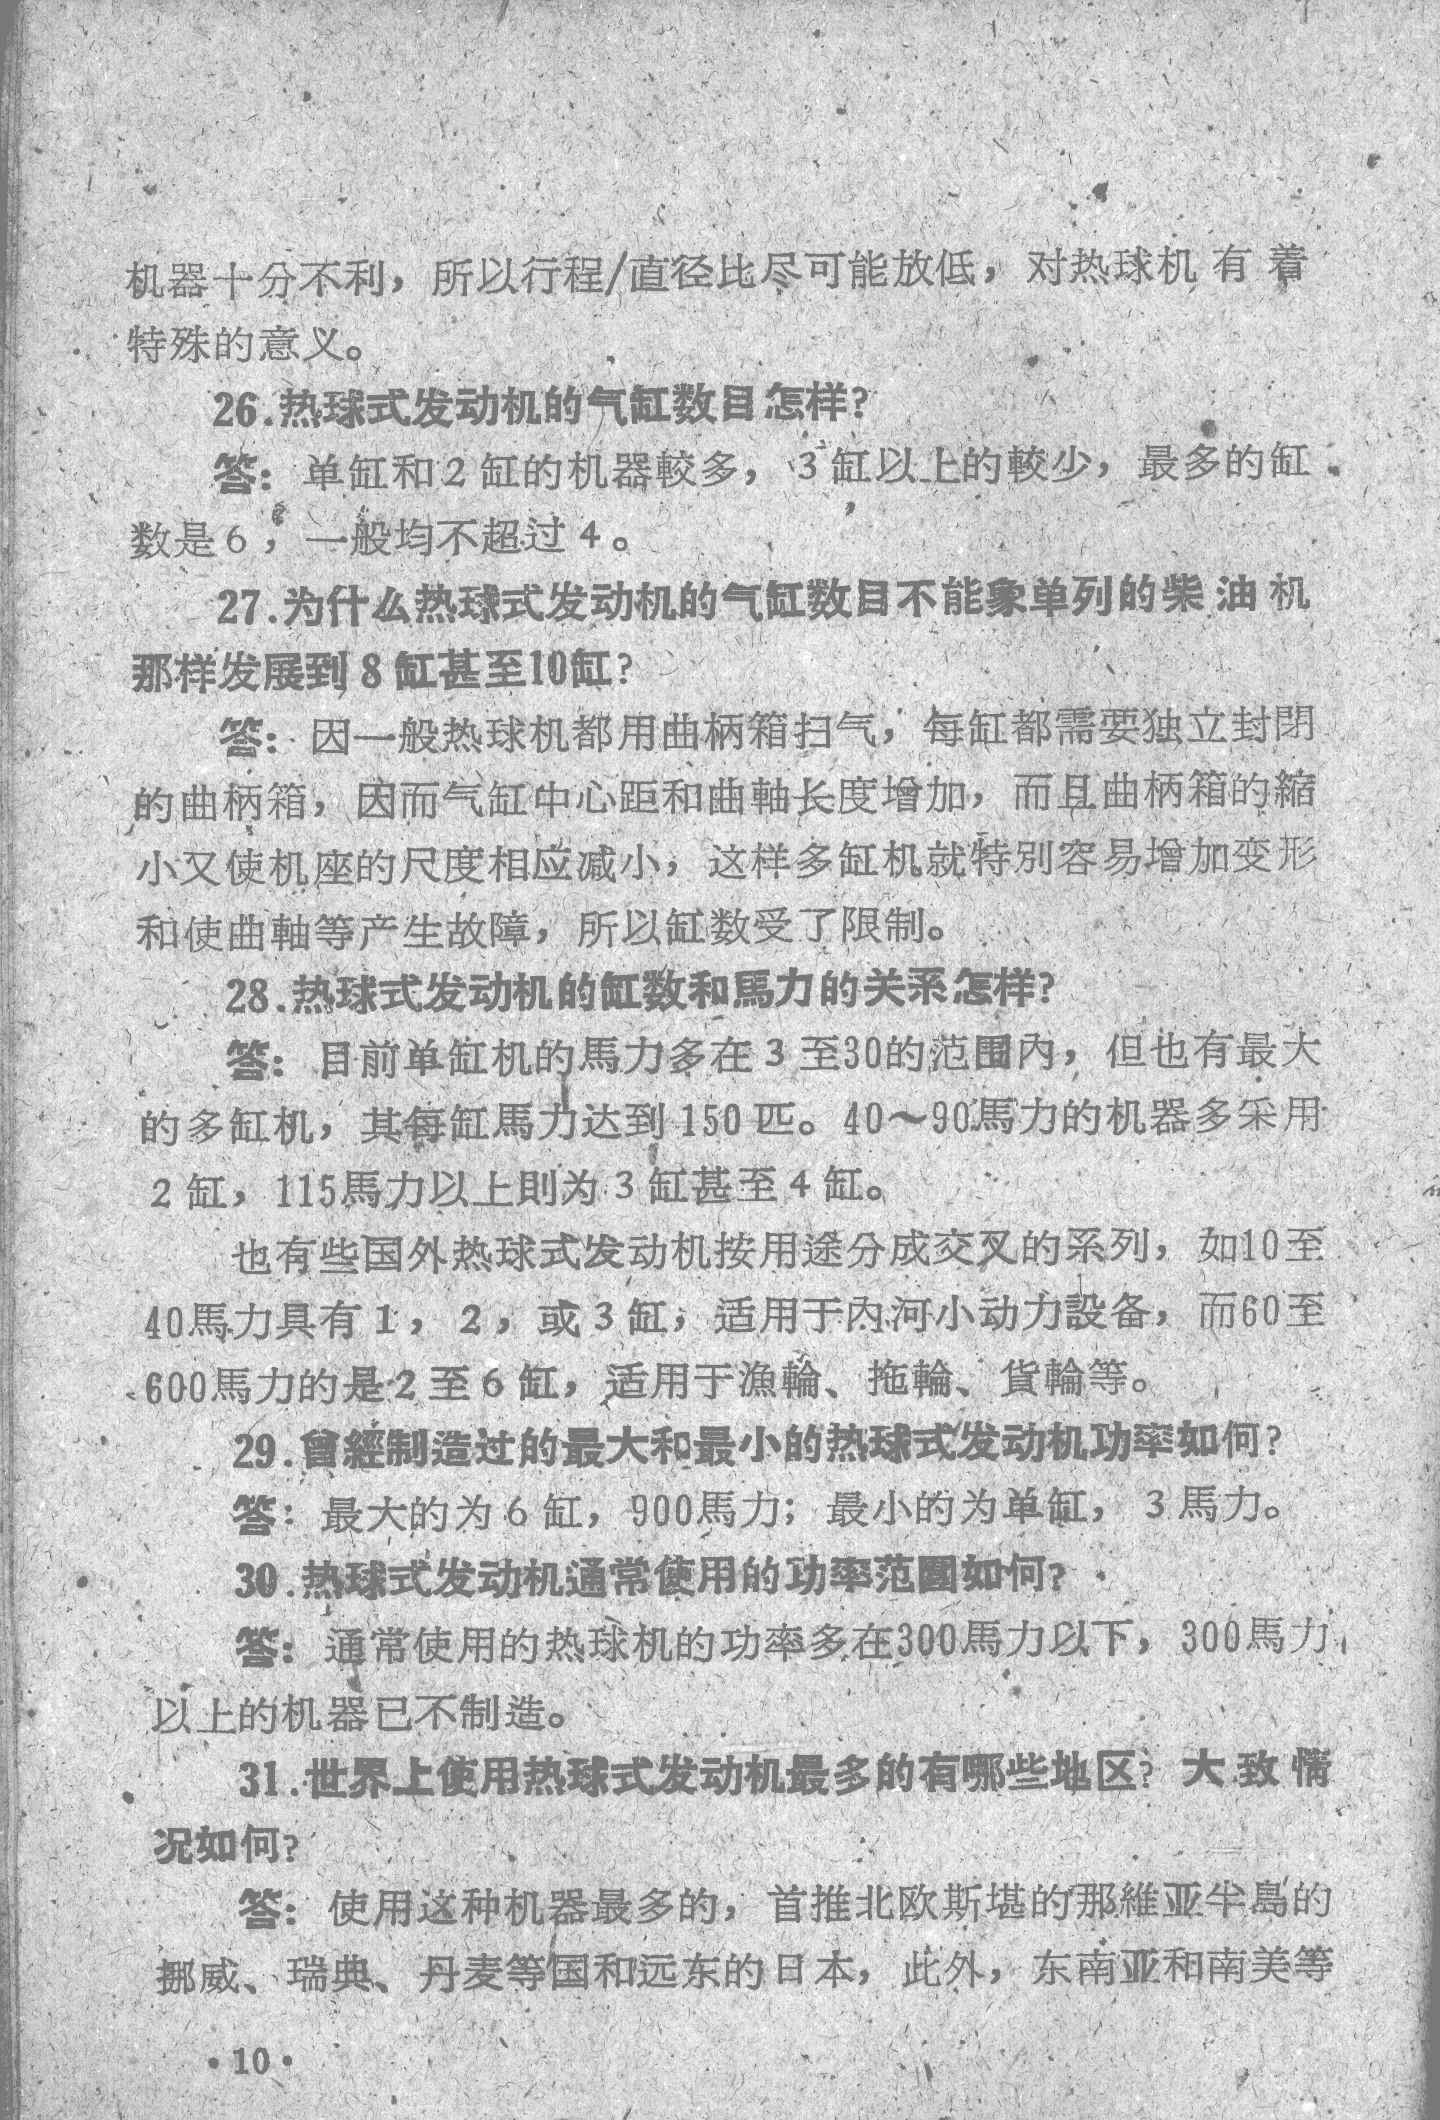 机器十分不利，所以行程/直径比尽可能放低，对热球机有着
特殊的意义。
26.热球式发动机的气缸数目怎样?
答：单缸和2缸的机器較多，3缸以上的較少，最多的缸
数是6，一般均不超过4。
27.为什么热球式发动机的气缸数目不能象单列的柴油机
那样发展到8缸甚至10缸?
答：因一般热球机都用曲柄箱扫气，每缸都需要独立封閉
的曲柄箱，因而气缸中心距和曲軸长度增加，而且曲柄箱的縮
小又使机座的尺度相应减小，这样多缸机就特別容易增加变形
和使曲軸等产生故障，所以缸数受了限制。
28.热球式发动机的缸数和馬力的关系怎样?
答：目前单缸机的馬力多在3至30的范围內，但也有最大
的多缸机，其每缸馬力达到150匹。40～90馬力的机器多采用
2缸，115馬力以上則为3缸甚至4缸。
也有些国外热球式发动机按用途分成交叉的系列，如10至
40馬力具有1，2，或3缸，适用于內河小动力設备，而60至
600馬力的是2至6缸，适用于漁輪、拖輪、貨輪等。
29.曾經制造过的最大和最小的热球式发动机功率如何?
答：最大的为6缸，900馬力；最小的为单缸，3馬力。
30.热球式发动机通常使用的功率范圍如何?
答：通常使用的热球机的功率多在300馬力以下，300馬力
以上的机器已不制造。
31.世界上使用热球式发动机最多的有哪些地区?大致情
况如何?
答：使用这种机器最多的，首推北欧斯堪的那維亚半島的
挪威、瑞典、丹麦等国和远东的日本，此外，东南亚和南美等
·10·